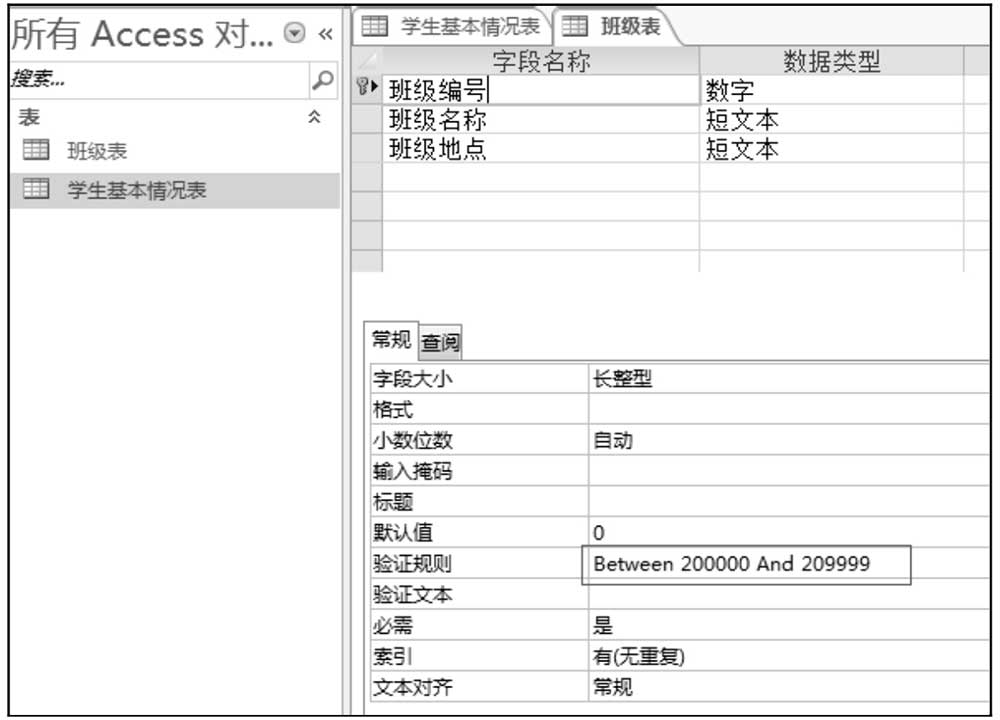 所有 Access 对... «
搜索...
表
班级表
学生基本情况表
学生基本情况表 班级表
字段名称 数据类型
班级编号 数字
班级名称 短文本
班级地点 短文本
常规 查阅
字段大小 长整型
格式
小数位数 自动
输入掩码
标题
默认值 0
验证规则 Between 200000 And 209999
验证文本
必需 是
索引 有(无重复)
文本对齐 常规